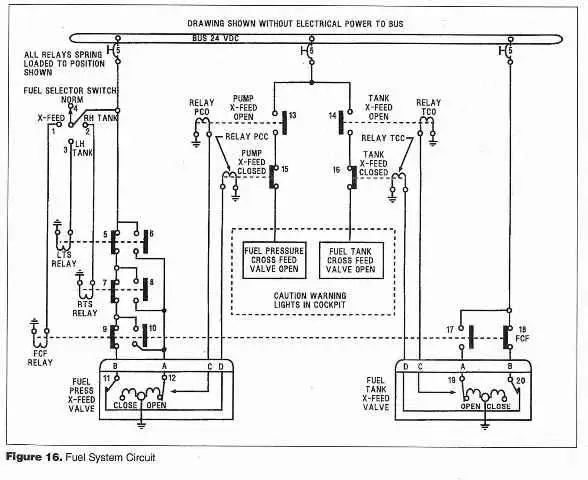 DRAWING SHOWN WITHOUT ELECTRICAL POWER TO BUS
BUS 24 VDC
5
5
5
ALL RELAYS SPRING
LOADED TO POSITION
SHOWN
FUEL SELECTOR SWITCH
NORM
4
X-FEED
RH TANK
1
2
3
LH
TANK
RELAY
PCO
PUMP
X-FEED
OPEN
13
14
TANK
X-FEED
OPEN
RELAY
TCO
RELAY PCC
RELAY TCC
PUMP
X-FEED
CLOSED
15
16
TANK
X-FEED
CLOSED
5
6
LTS
RELAY
FUEL PRESSURE
CROSS FEED
VALVE OPEN
FUEL TANK
CROSS FEED
VALVE OPEN
7
8
RTS
RELAY
CAUTION WARNING
LIGHTS IN COCKPIT
9
10
17
18
FCF
FCF
RELAY
B
A
C
D
D
C
A
B
11
12
19
20
FUEL
PRESS
X-FEED
VALVE
CLOSE
OPEN
FUEL
TANK
X-FEED
VALVE
OPEN
CLOSE
Figure 16. Fuel System Circuit